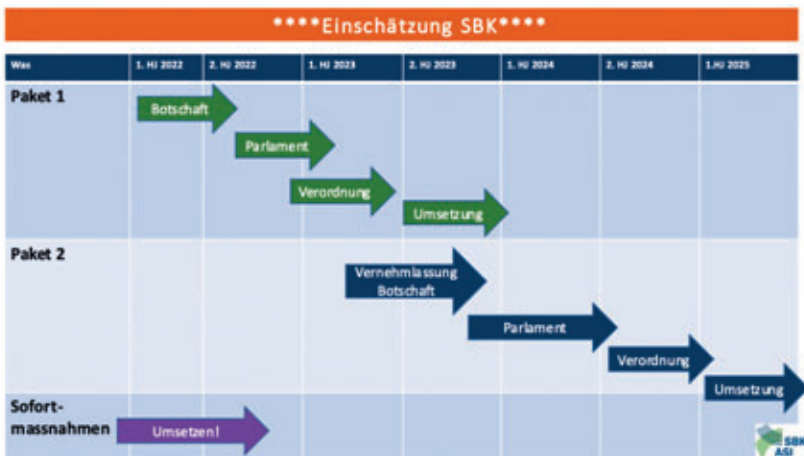 ****Einschätzung SBK****
Was 1. HJ 2022 2. HJ 2022 1. HJ 2023 2. HJ 2023 1. HJ 2024 2. HJ 2024 1.HJ 2025
Paket 1
Botschaft
Parlament
Verordnung
Umsetzung
Paket 2
Vernehmlassung
Botschaft
Parlament
Verordnung
Umsetzung
Sofort-
massnahmen
Umsetzen!
SBK
ASI